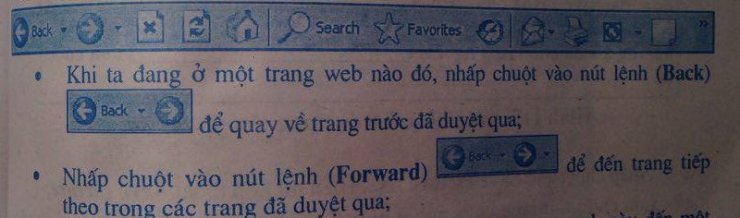 Back Search Favorites »
• Khi ta đang ở một trang web nào đó, nhấp chuột vào nút lệnh (Back)
Back để quay về trang trước đã duyệt qua;
• Nhấp chuột vào nút lệnh (Forward) Back để đến trang tiếp
theo trong các trang đã duyệt qua;